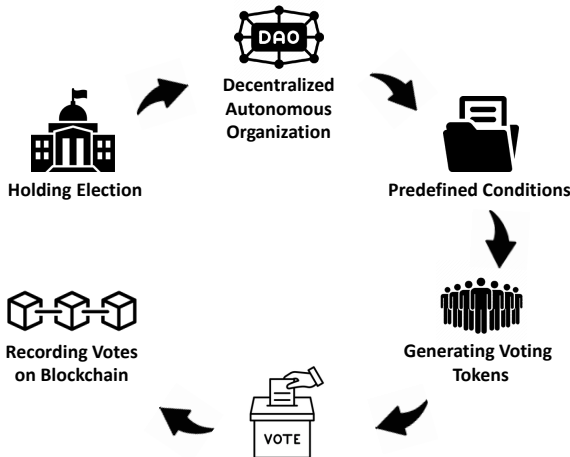 DAO
Decentralized
Autonomous
Organization
Holding Election
Predefined Conditions
Recording Votes
on Blockchain
Generating Voting
Tokens
VOTE